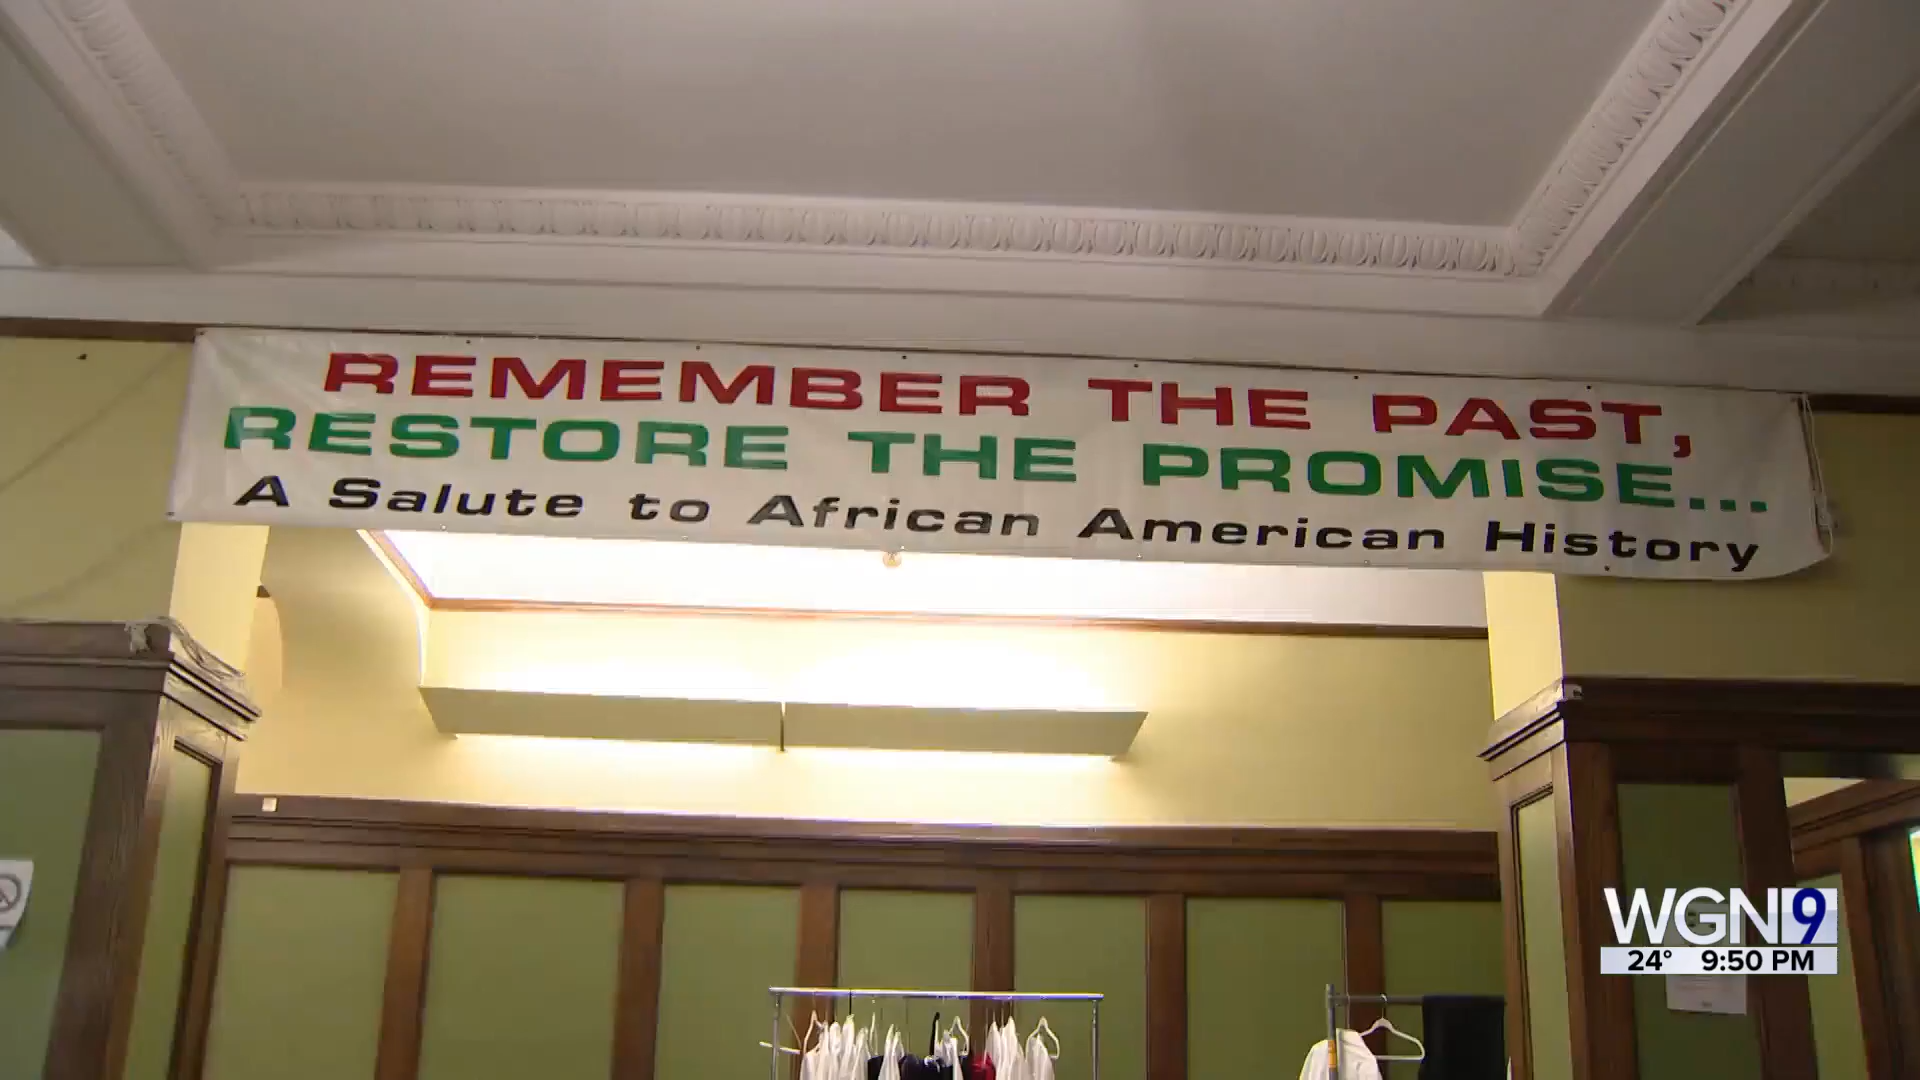 REMEMBER THE PAST,
RESTORE THE PROMISE...
A Salute to African American History
WGN9
24° 9:50 PM